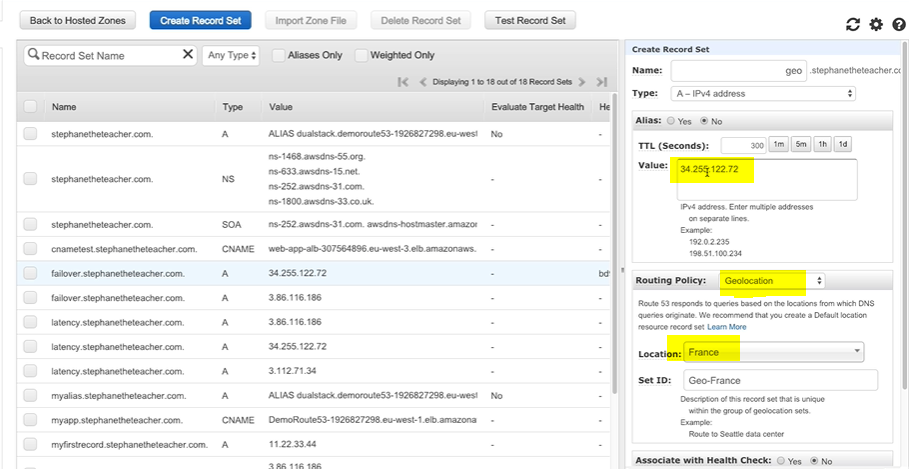 Back to Hosted Zones Create Record Set Import Zone File Delete Record Set Test Record Set
Record Set Name Any Type Aliases Only Weighted Only
Displaying 1 to 18 out of 18 Record Sets
Name Type Value Evaluate Target Health He
stephanetheteacher.com. A ALIAS dualstack.demoroute53-1926827298.eu-west No -
stephanetheteacher.com. NS ns-1468.awsdns-55.org. - -
ns-633.awsdns-15.net.
ns-252.awsdns-31.com.
ns-1800.awsdns-33.co.uk.
stephanetheteacher.com. SOA ns-252.awsdns-31.com. awsdns-hostmaster.amazor - -
cnametest.stephanetheteacher.com. CNAME web-app-alb-307564896.eu-west-3.elb.amazonaws. - -
failover.stephanetheteacher.com. A 34.255.122.72 - bd
failover.stephanetheteacher.com. A 3.86.116.186 - -
latency.stephanetheteacher.com. A 3.86.116.186 - -
latency.stephanetheteacher.com. A 34.255.122.72 - -
latency.stephanetheteacher.com. A 3.112.71.34 - -
myalias.stephanetheteacher.com. A ALIAS dualstack.demoroute53-1926827298.eu-west No -
myapp.stephanetheteacher.com. CNAME DemoRoute53-1926827298.eu-west-1.elb.amazona - -
myfirstrecord.stephanetheteacher.com. A 11.22.33.44 - -
3.86.116.186
Create Record Set
Name: geo .stephanetheteacher.co
Type: A – IPv4 address
Alias: Yes No
TTL (Seconds): 300 1m 5m 1h 1d
Value: 34.255.122.72
IPv4 address. Enter multiple addresses
on separate lines.
Example:
192.0.2.235
198.51.100.234
Routing Policy: Geolocation
Route 53 responds to queries based on the locations from which DNS
queries originate. We recommend that you create a Default location
resource record set Learn More
Location: France
Set ID: Geo-France
Description of this record set that is unique
within the group of geolocation sets.
Example:
Route to Seattle data center
Associate with Health Check: Yes No